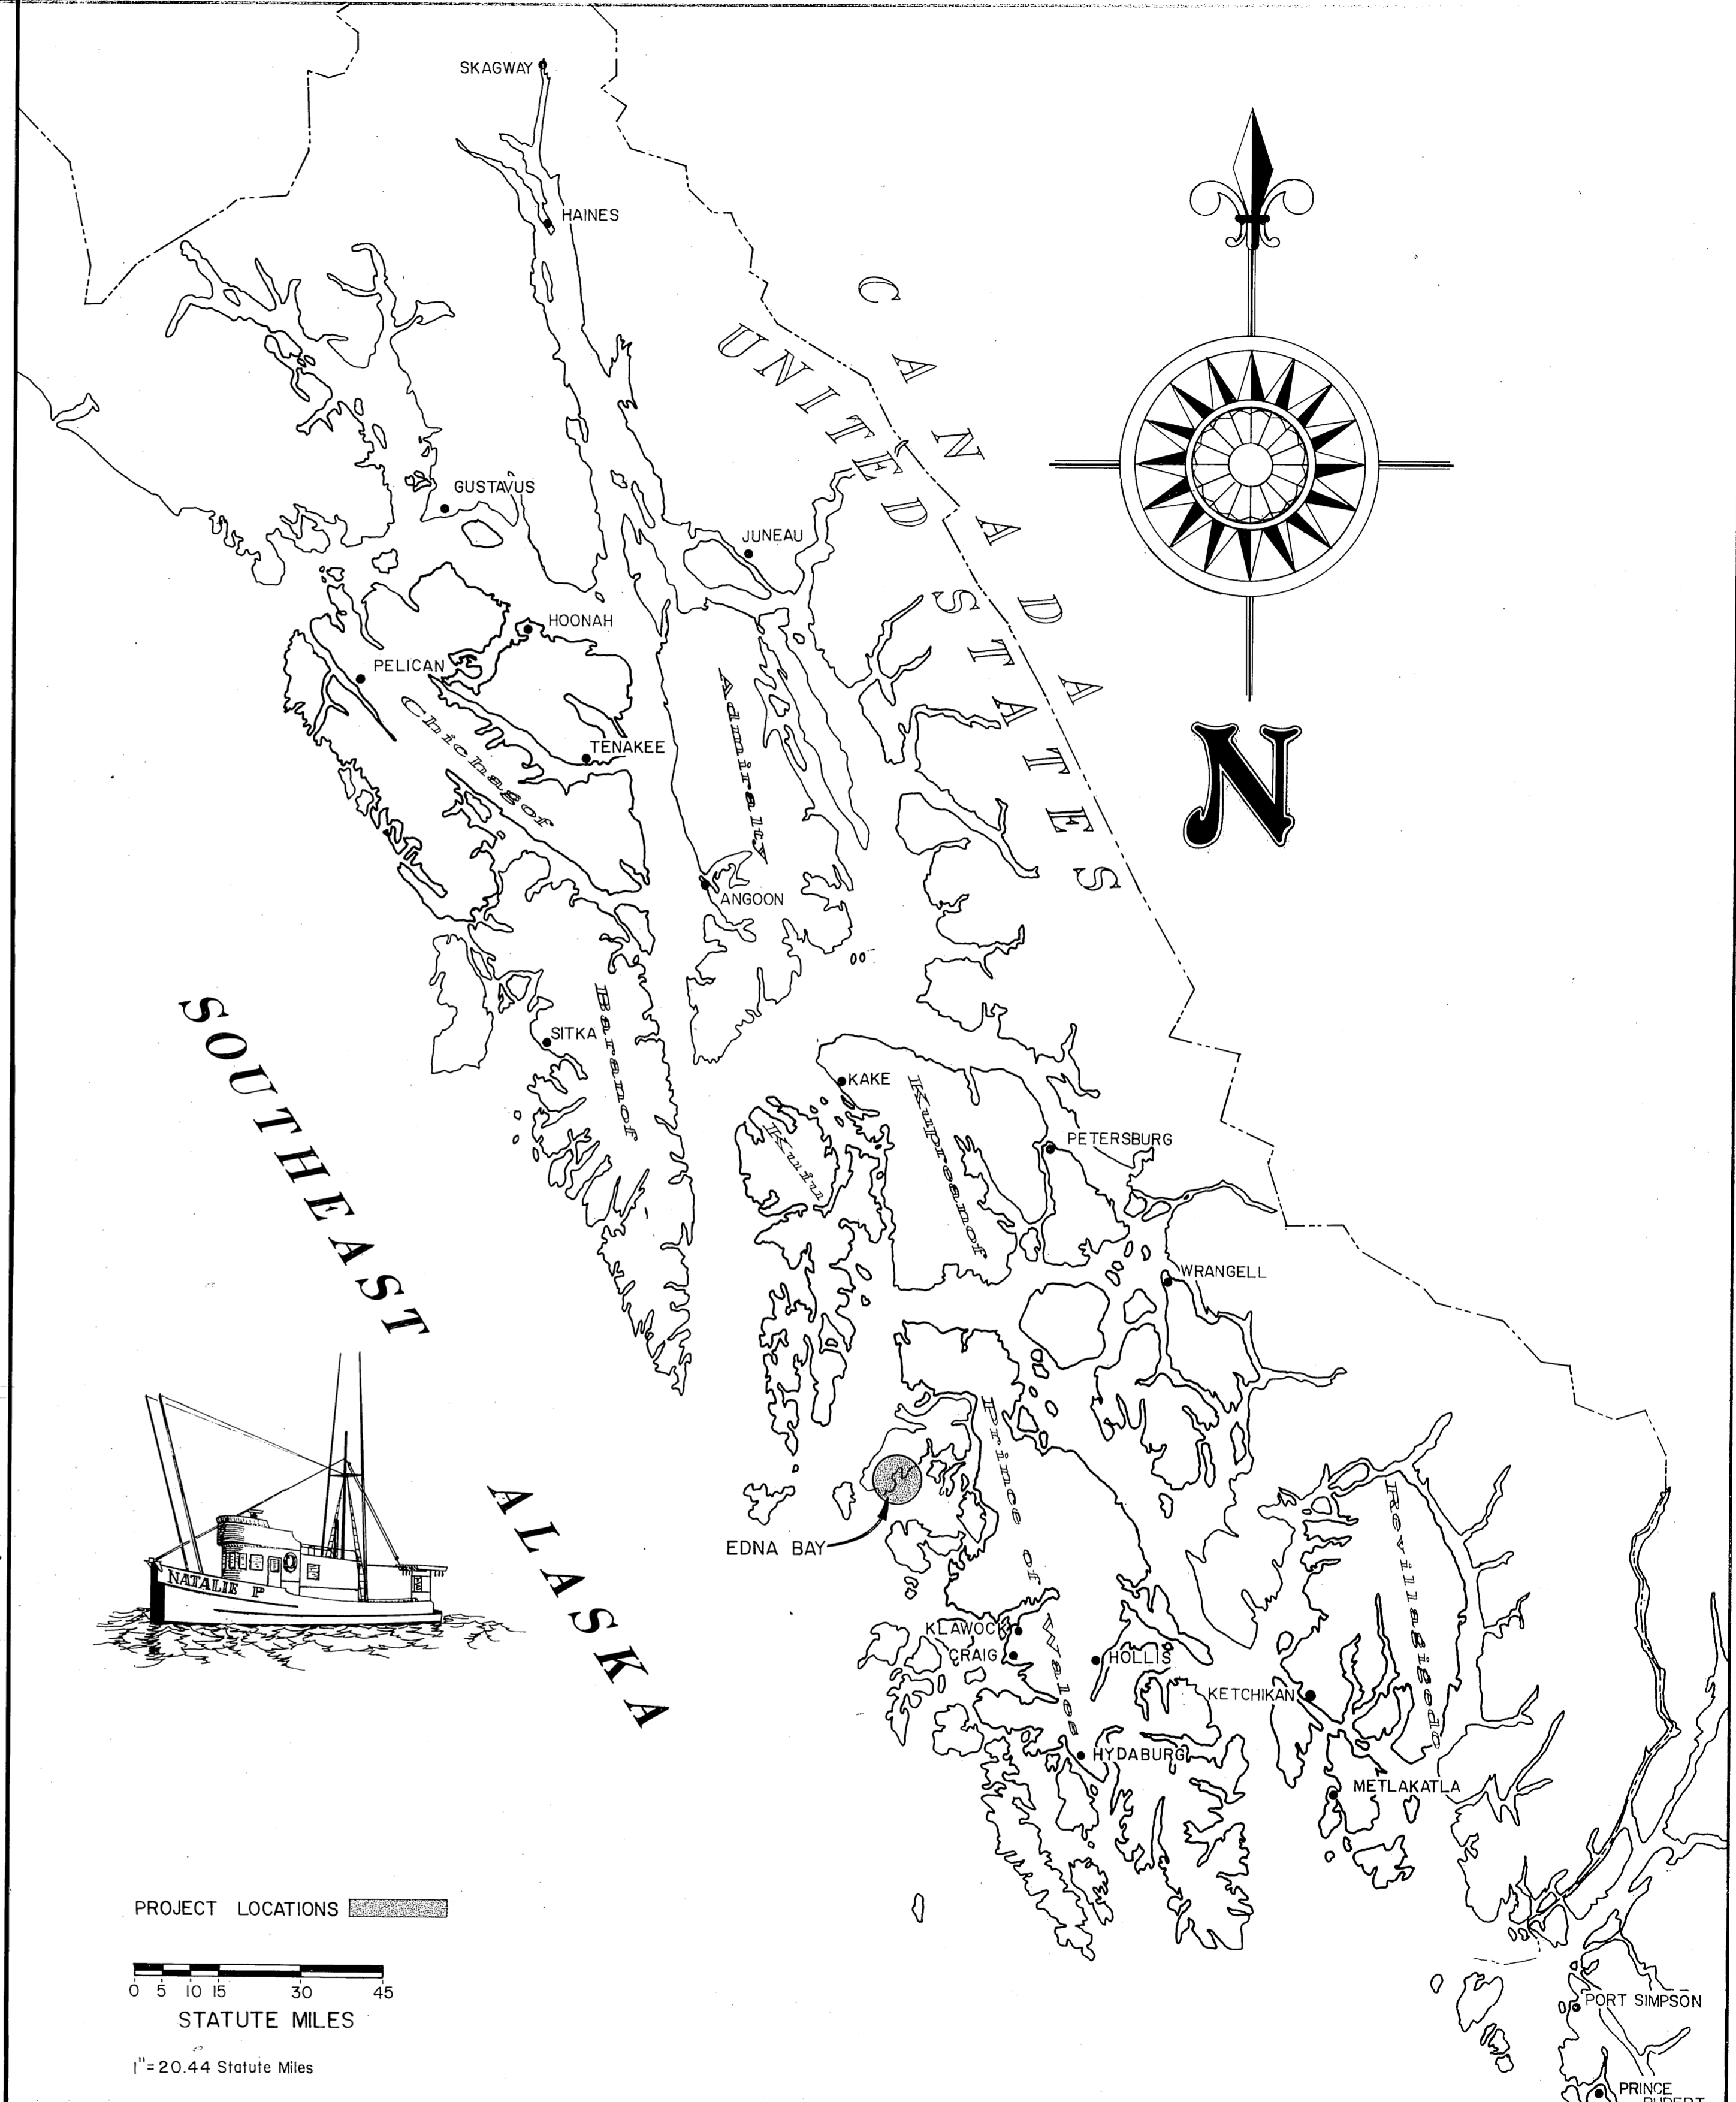 SKAGWAY
HAINES
CANADA
UNITED STATES
GUSTAVUS
JUNEAU
HOONAH
PELICAN
Chichagof
Admiralty
TENAKEE
N
ANGOON
SOUTHEAST ALASKA
Baranof
SITKA
KAKE
Kupreanof
Kuiu
PETERSBURG
WRANGELL
Prince of Wales
EDNA BAY
Revillagigedo
NATALIE P
KLAWOCK
CRAIG
HOLLIS
KETCHIKAN
HYDABURG
METLAKATLA
PROJECT LOCATIONS
0 5 10 15 30 45
STATUTE MILES
1"=20.44 Statute Miles
PORT SIMPSON
PRINCE
RUPERT